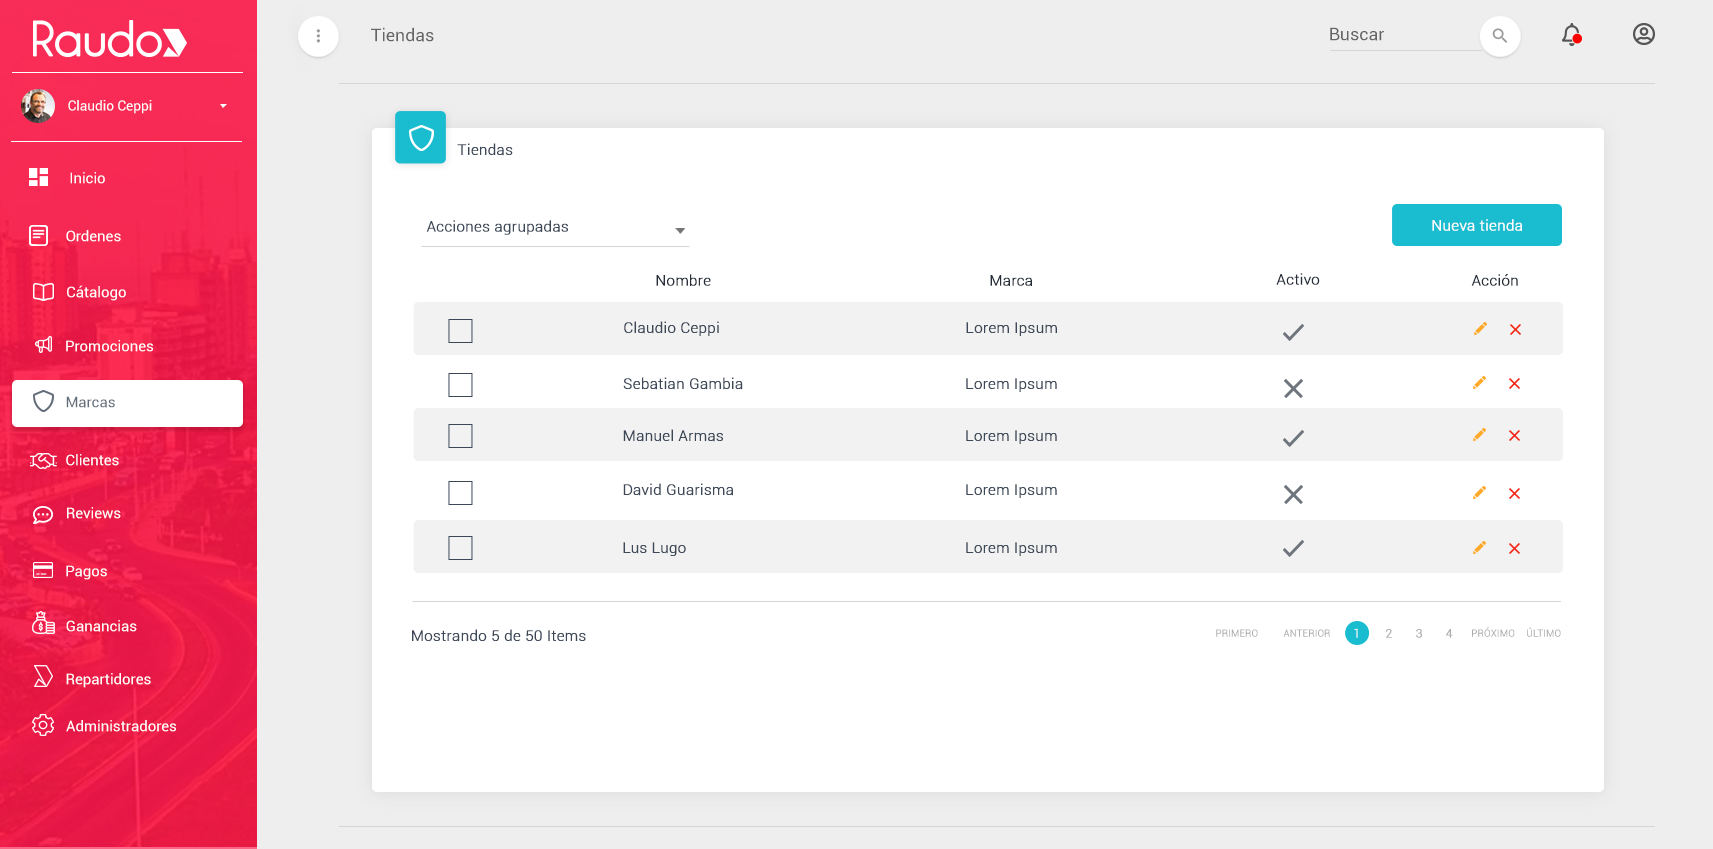 Raudo
Claudio Ceppi
Inicio
Ordenes
Cátalogo
Promociones
Marcas
Clientes
Reviews
Pagos
Ganancias
Repartidores
Administradores
Tiendas
Buscar
Tiendas
Acciones agrupadas
Nueva tienda
Nombre Marca Activo Acción
Claudio Ceppi Lorem Ipsum
Sebatian Gambia Lorem Ipsum
Manuel Armas Lorem Ipsum
David Guarisma Lorem Ipsum
Lus Lugo Lorem Ipsum
Mostrando 5 de 50 Items
PRIMERO ANTERIOR 1 2 3 4 PRÓXIMO ÚLTIMO